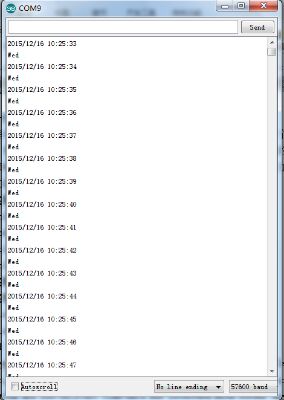 COM9
Send
2015/12/16 10:25:33
Wed
2015/12/16 10:25:34
Wed
2015/12/16 10:25:35
Wed
2015/12/16 10:25:36
Wed
2015/12/16 10:25:37
Wed
2015/12/16 10:25:38
Wed
2015/12/16 10:25:39
Wed
2015/12/16 10:25:40
Wed
2015/12/16 10:25:41
Wed
2015/12/16 10:25:42
Wed
2015/12/16 10:25:43
Wed
2015/12/16 10:25:44
Wed
2015/12/16 10:25:45
Wed
2015/12/16 10:25:46
Wed
2015/12/16 10:25:47
Wed
Autoscroll
No line ending
57600 baud